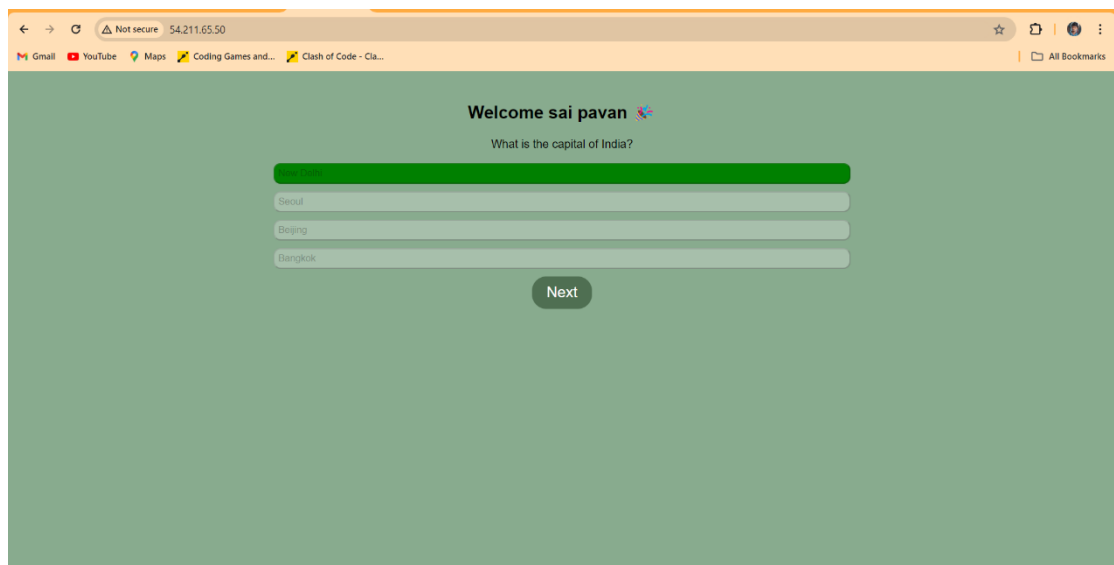 Not secure 54.211.65.50
Gmail YouTube Maps Coding Games and... Clash of Code - Cla... All Bookmarks
Welcome sai pavan
What is the capital of India?
New Delhi
Seoul
Beijing
Bangkok
Next